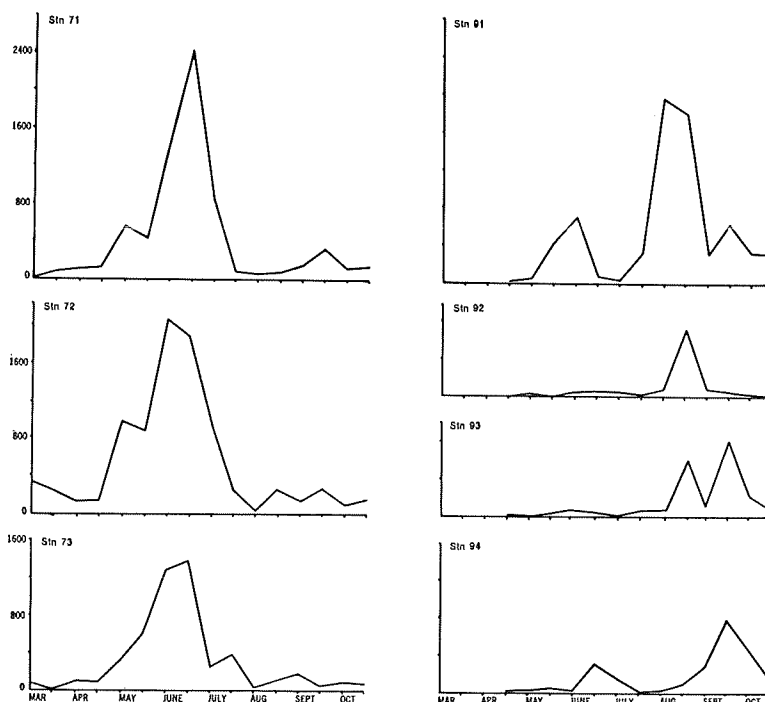 Stn 71
2400
1600
800
0
Stn 72
1600
800
0
Stn 73
1600
800
0
MAR APR MAY JUNE JULY AUG SEPT OCT
Stn 91
Stn 92
Stn 93
Stn 94
MAR APR MAY JUNE JULY AUG SEPT OCT